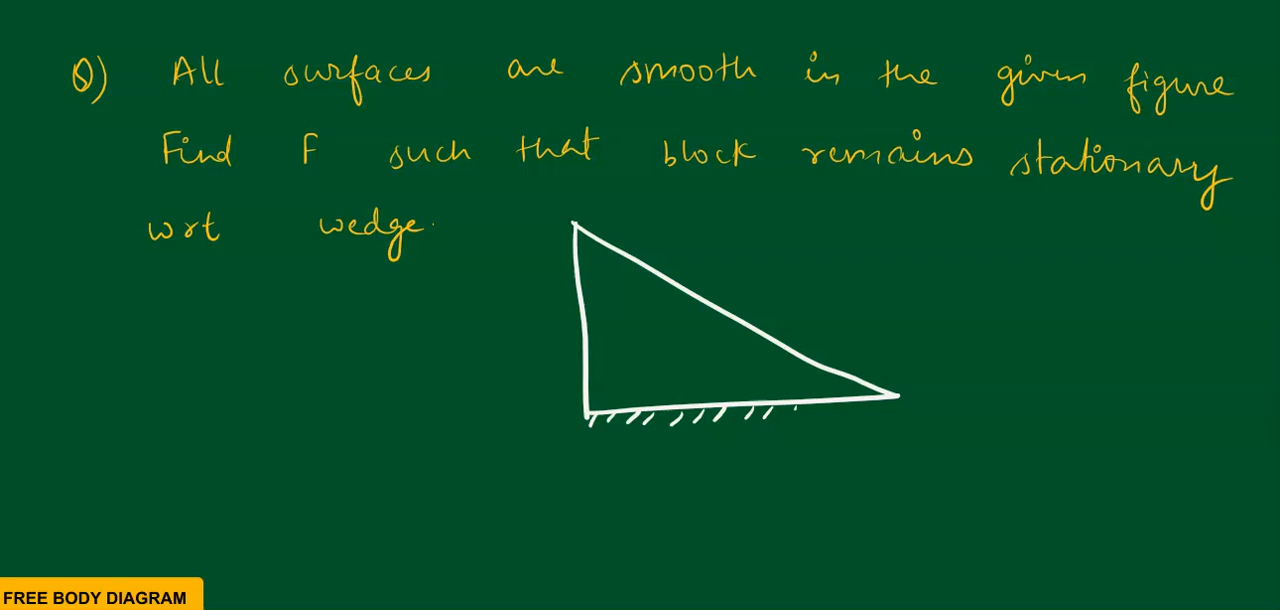 Q) All surfaces are smooth in the given figure
Find F such that block remains stationary
wrt wedge.
FREE BODY DIAGRAM